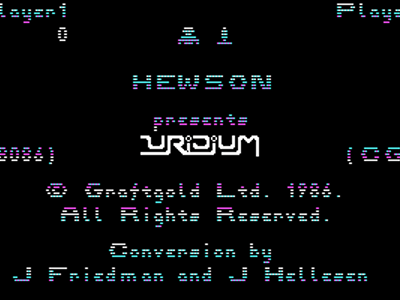 layer1 Playe
0 1
HEWSON
presents
URIDIUM
8086) (CG
© Graftgold Ltd. 1986.
All Rights Reserved.
Conversion by
J Friedman and J Hellesen